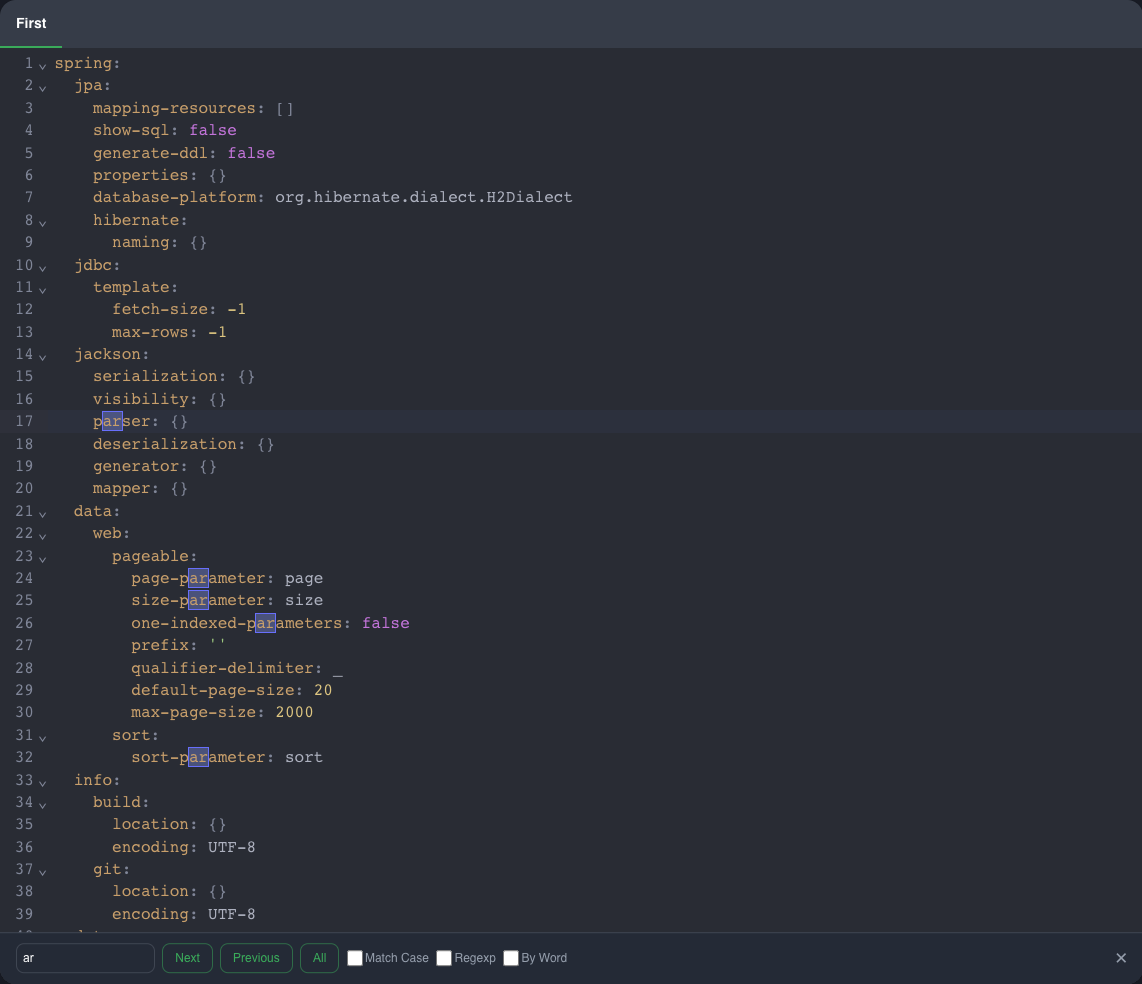 First
1 spring:
2 jpa:
3 mapping-resources: []
4 show-sql: false
5 generate-ddl: false
6 properties: {}
7 database-platform: org.hibernate.dialect.H2Dialect
8 hibernate:
9 naming: {}
10 jdbc:
11 template:
12 fetch-size: -1
13 max-rows: -1
14 jackson:
15 serialization: {}
16 visibility: {}
17 parser: {}
18 deserialization: {}
19 generator: {}
20 mapper: {}
21 data:
22 web:
23 pageable:
24 page-parameter: page
25 size-parameter: size
26 one-indexed-parameters: false
27 prefix: ''
28 qualifier-delimiter: _
29 default-page-size: 20
30 max-page-size: 2000
31 sort:
32 sort-parameter: sort
33 info:
34 build:
35 location: {}
36 encoding: UTF-8
37 git:
38 location: {}
39 encoding: UTF-8
ar Next Previous All Match Case Regexp By Word ×